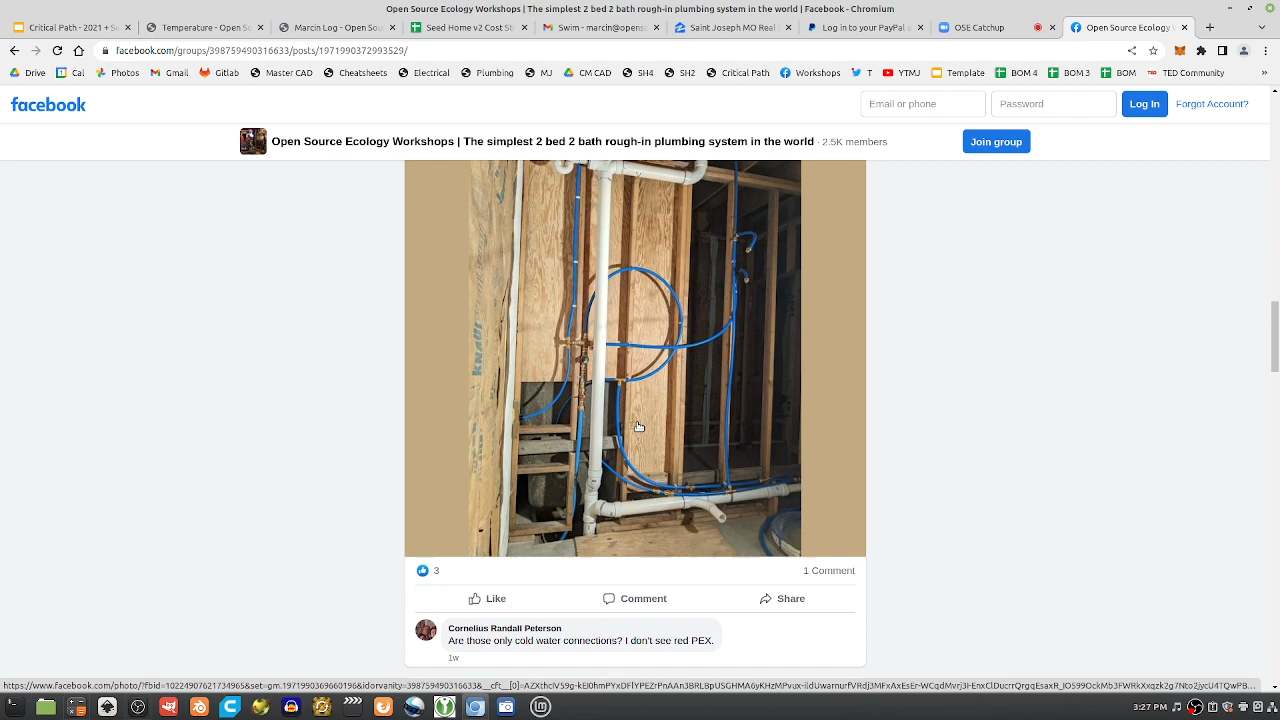 Open Source Ecology Workshops | The simplest 2 bed 2 bath rough-in plumbing system in the world | Facebook - Chromium
Critical Path - 2021 + S
Temperature - Open Sou
Marcin Log - Open Sourc
Seed Home v2 Cost Str
Swim - marcin@openso
Saint Joseph MO Real E
Log in to your PayPal a
OSE Catchup
Open Source Ecology W
facebook.com/groups/398759490316633/posts/1971990372993529/
Drive
Cal
Photos
Gmail
Gitlab
Master GD
Cheatsheets
Electrical
Plumbing
MJ
CM CAD
SH4
SH2
Critical Path
Workshops
T
YTMJ
Template
BOM 4
BOM 3
BOM
TED Community
»
facebook
Email or phone
Password
Log In
Forgot Account?
Open Source Ecology Workshops | The simplest 2 bed 2 bath rough-in plumbing system in the world · 2.5K members
Join group
3
1 Comment
Like
Comment
Share
Cornelius Randall Peterson
Are those only cold water connections? I don't see red PEX.
1w
3:27 PM